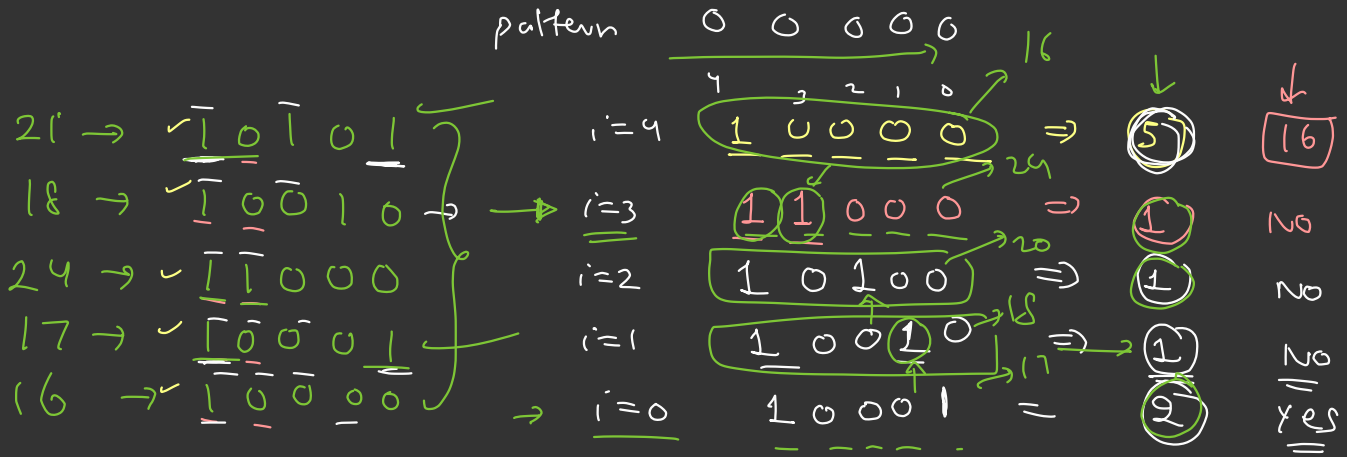 pattern 0 0 0 0 0
16
4 3 2 1 0
21 → ✓ 1 0 1 0 1 i=4 1 0 0 0 0 ⇒ 5 16
24
18 → ✓ 1 0 0 1 0 → i=3 1 1 0 0 0 ⇒ 1 NO
20
24 → ✓ 1 1 0 0 0 i=2 1 0 1 0 0 ⇒ 1 NO
18
17 → ✓ 1 0 0 0 1 i=1 1 0 0 1 0 ⇒ 1 NO
17
16 → ✓ 1 0 0 0 0 → i=0 1 0 0 0 1 = 2 Yes